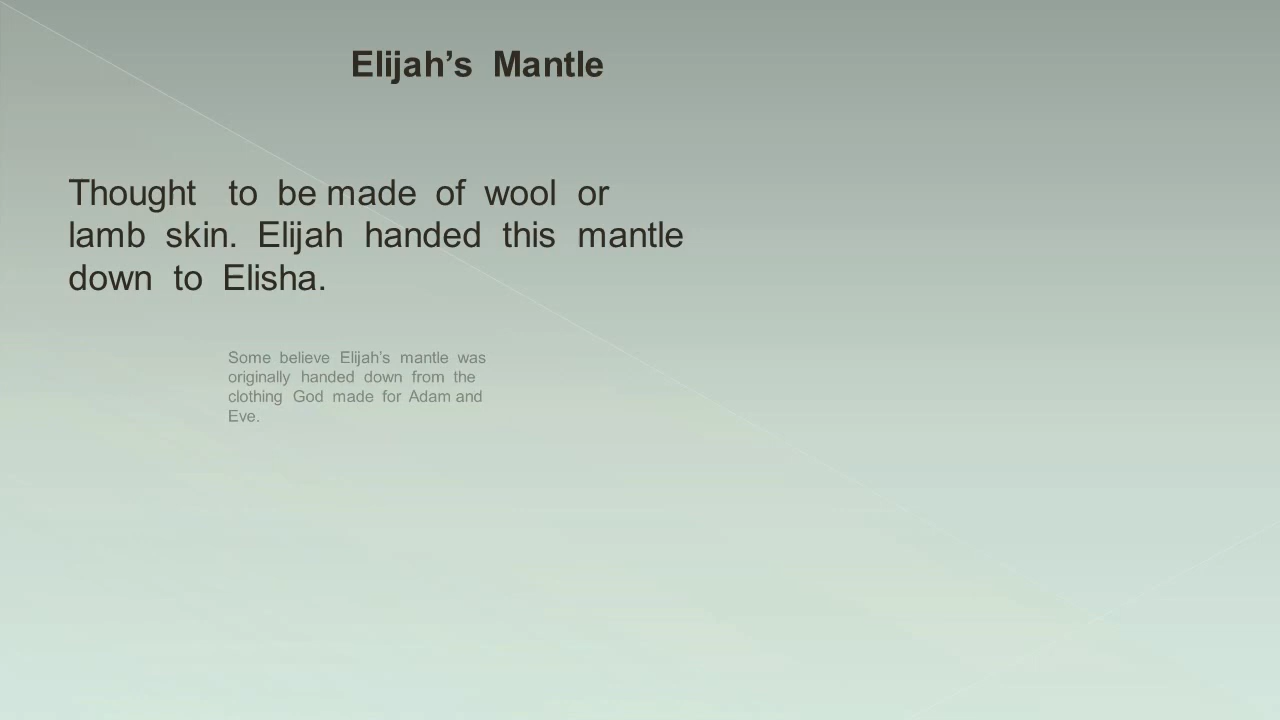 Elijah’s Mantle
Thought to be made of wool or
lamb skin. Elijah handed this mantle
down to Elisha.
Some believe Elijah’s mantle was
originally handed down from the
clothing God made for Adam and
Eve.